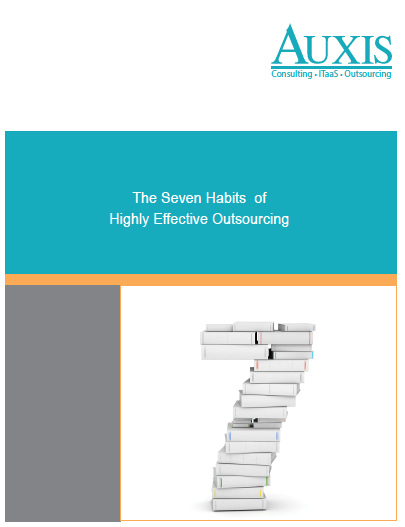 AUXIS
Consulting • ITaaS • Outsourcing
The Seven Habits of
Highly Effective Outsourcing